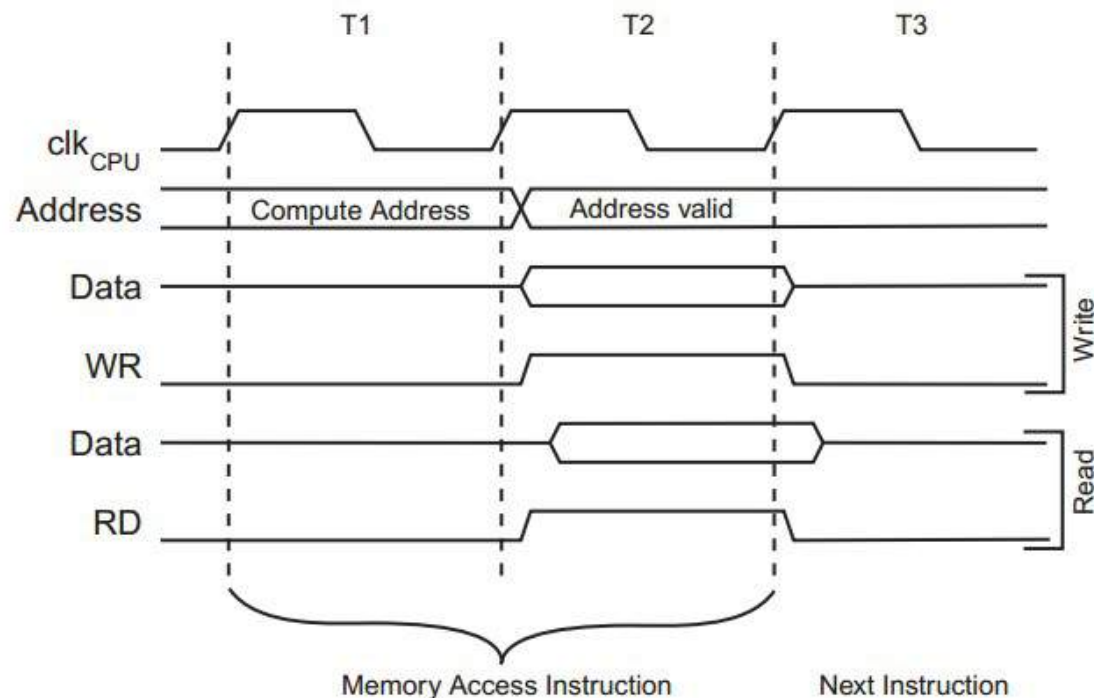 T1 T2 T3
clkCPU
Address Compute Address Address valid
Data
WR
Write
Data
RD
Read
Memory Access Instruction Next Instruction